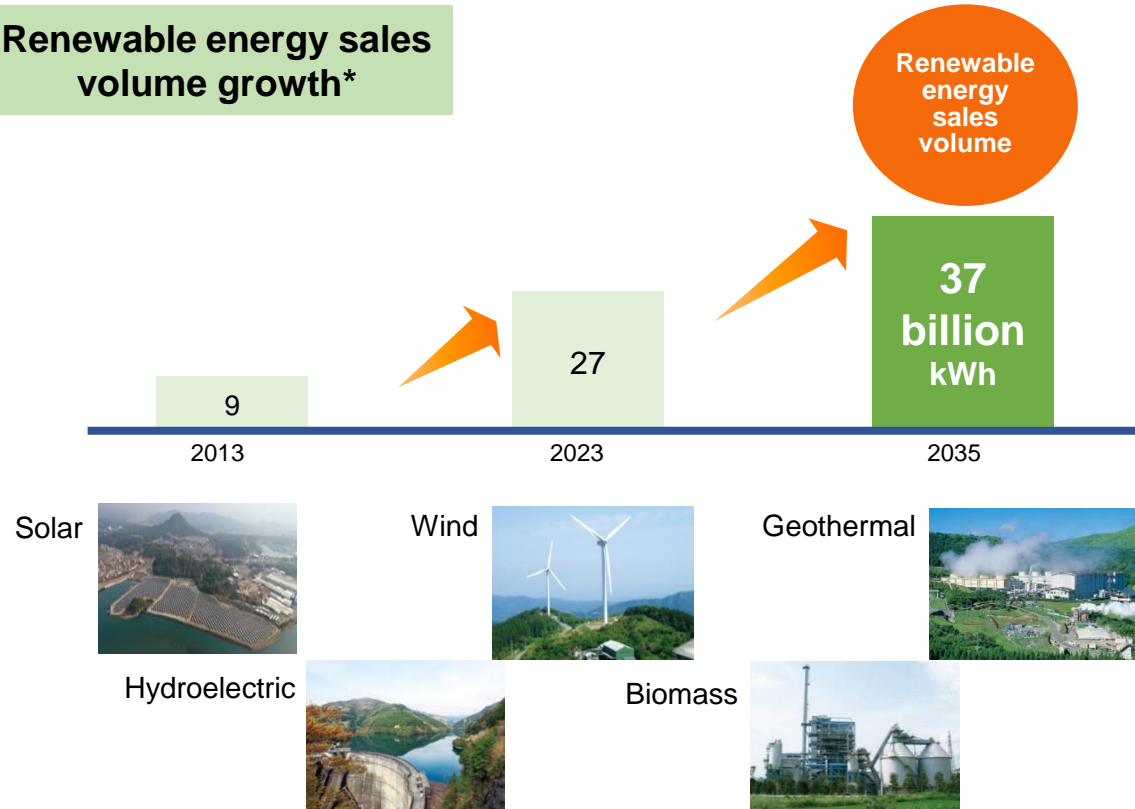 Renewable energy sales
volume growth*
Renewable
energy
sales
volume
37
billion
kWh
27
9
2013
2023
2035
Solar
Wind
Geothermal
Hydroelectric
Biomass